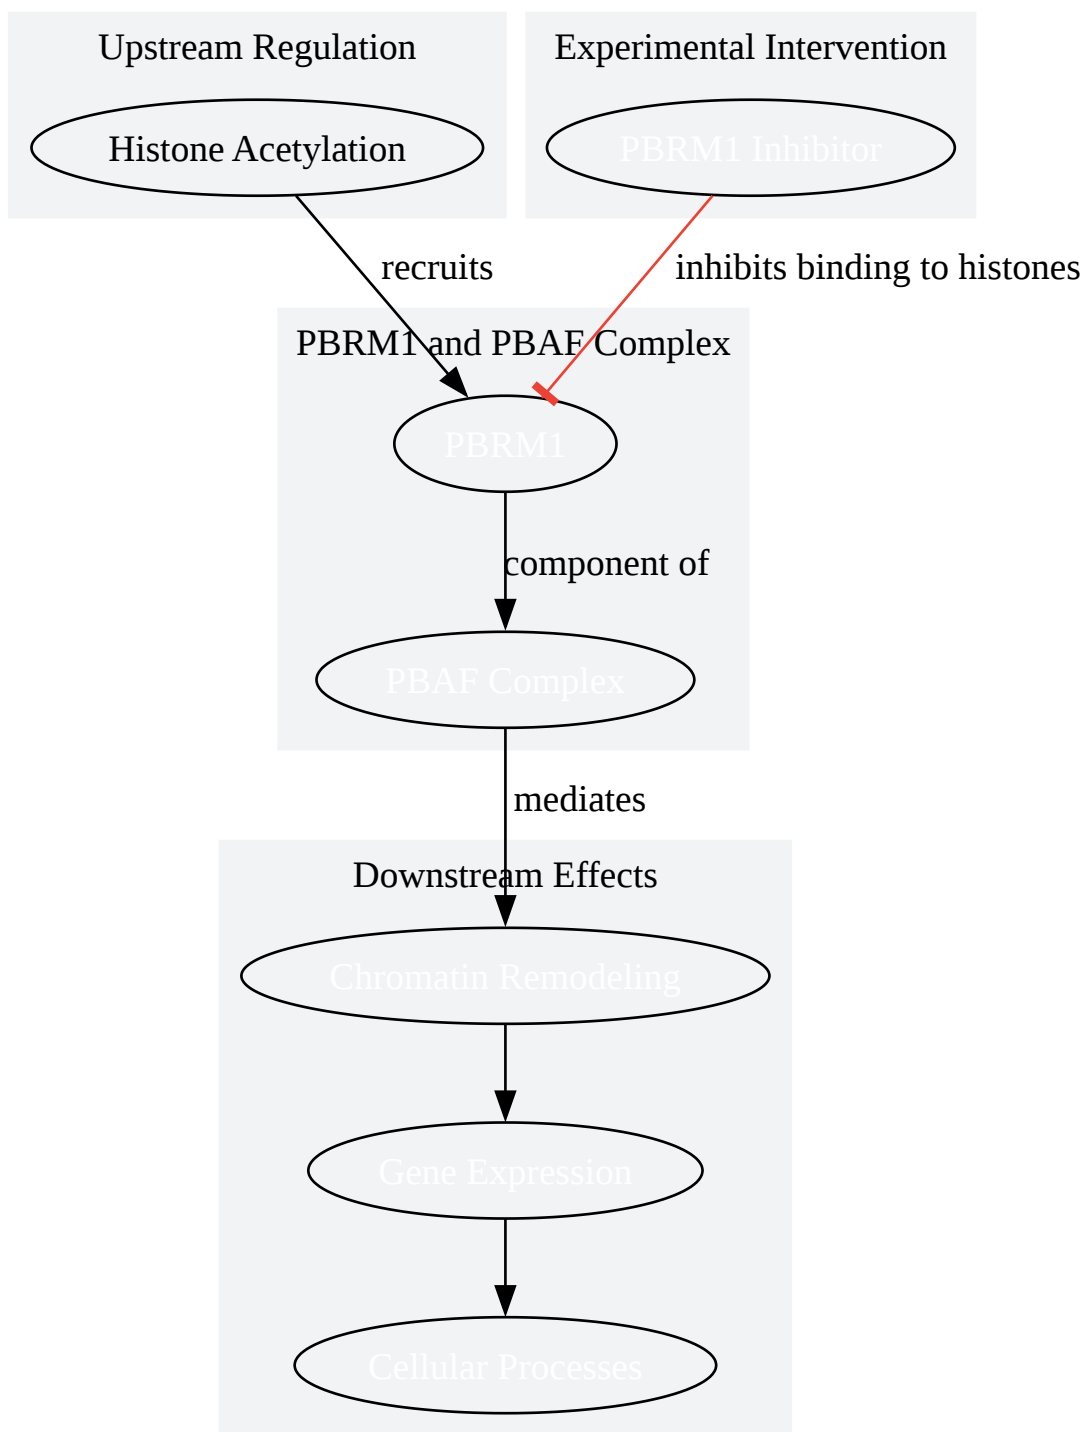 Upstream Regulation
Experimental Intervention
Histone Acetylation
PBRM1 Inhibitor
recruits
inhibits binding to histones
PBRM1 and PBAF Complex
PBRM1
component of
PBAF Complex
mediates
Downstream Effects
Chromatin Remodeling
Gene Expression
Cellular Processes